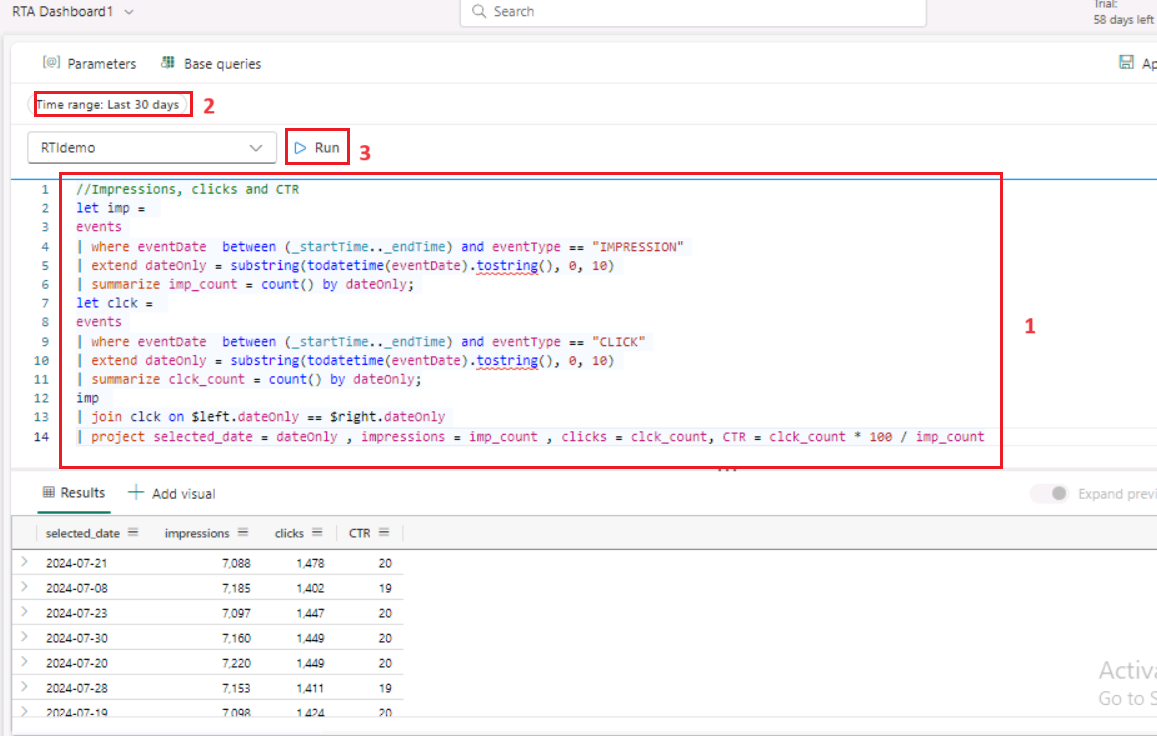 RTA Dashboard1
Search
Trial:
58 days left
[@] Parameters
Base queries
Ap
Time range: Last 30 days
2
RTIdemo
Run
3
1 //Impressions, clicks and CTR
2 let imp =
3 events
4 | where eventDate  between (_startTime.._endTime) and eventType == "IMPRESSION"
5 | extend dateOnly = substring(todatetime(eventDate).tostring(), 0, 10)
6 | summarize imp_count = count() by dateOnly;
7 let clck =
8 events
9 | where eventDate  between (_startTime.._endTime) and eventType == "CLICK"
10 | extend dateOnly = substring(todatetime(eventDate).tostring(), 0, 10)
11 | summarize clck_count = count() by dateOnly;
12 imp
13 | join clck on $left.dateOnly == $right.dateOnly
14 | project selected_date = dateOnly , impressions = imp_count , clicks = clck_count, CTR = clck_count * 100 / imp_count
1
Results
Add visual
Expand previ
selected_date impressions clicks CTR
2024-07-21 7,088 1,478 20
2024-07-08 7,185 1,402 19
2024-07-23 7,097 1,447 20
2024-07-30 7,160 1,449 20
2024-07-20 7,220 1,449 20
2024-07-28 7,153 1,411 19
2024-07-19 7,098 1,424 20
Activa
Go to S